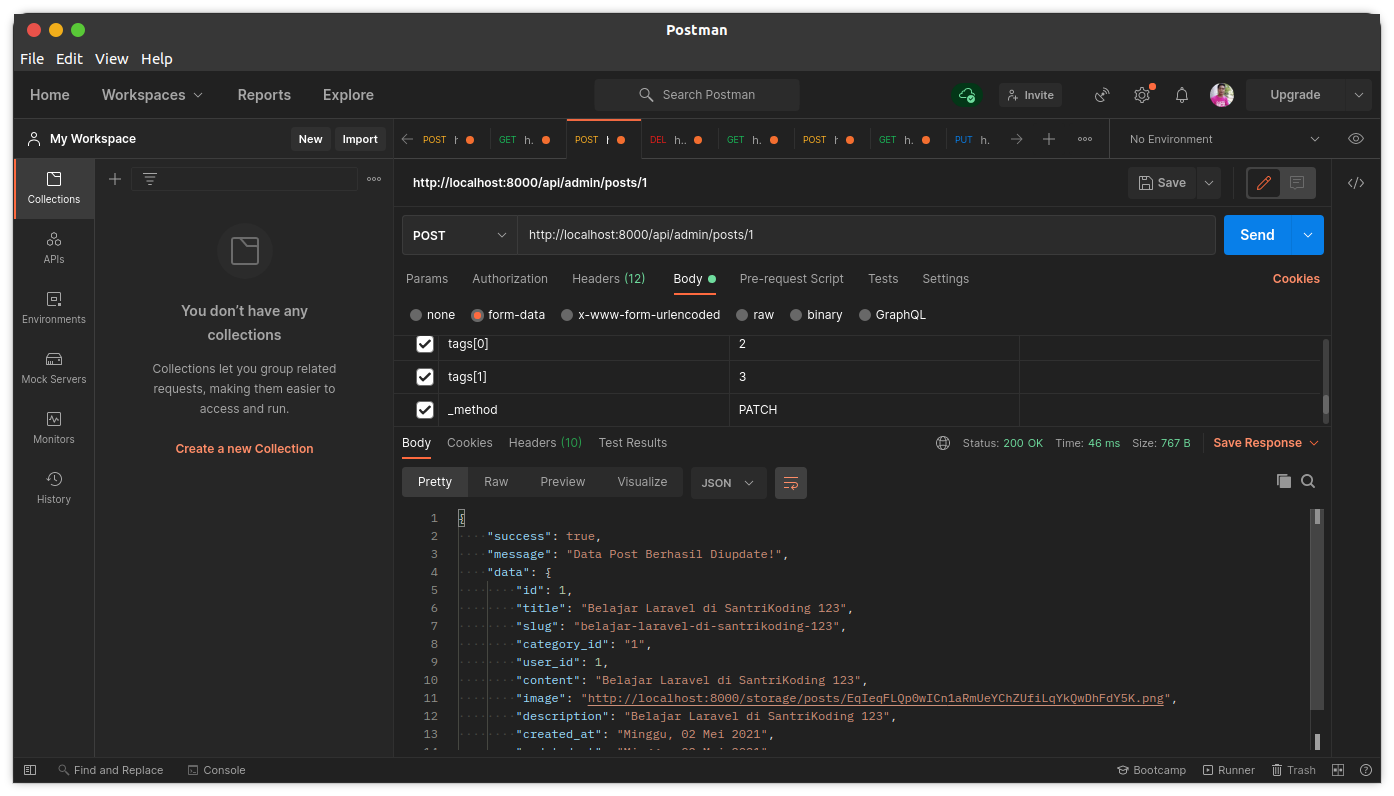 Postman
File Edit View Help
Home Workspaces Reports Explore Search Postman Invite Upgrade
My Workspace New Import POST GET h. POST DEL h.. GET h. POST GET h. PUT h. No Environment
Collections
APIs
Environments
Mock Servers
Monitors
History
You don't have any
collections
Collections let you group related
requests, making them easier to
access and run.
Create a new Collection
http://localhost:8000/api/admin/posts/1 Save
POST http://localhost:8000/api/admin/posts/1 Send
Params Authorization Headers (12) Body Pre-request Script Tests Settings Cookies
none form-data x-www-form-urlencoded raw binary GraphQL
tags[0] 2
tags[1] 3
_method PATCH
Body Cookies Headers (10) Test Results Status: 200 OK Time: 46 ms Size: 767 B Save Response
Pretty Raw Preview Visualize JSON
1 {
2 "success": true,
3 "message": "Data Post Berhasil Diupdate!",
4 "data": {
5 "id": 1,
6 "title": "Belajar Laravel di SantriKoding 123",
7 "slug": "belajar-laravel-di-santrikoding-123",
8 "category_id": "1",
9 "user_id": 1,
10 "content": "Belajar Laravel di SantriKoding 123",
11 "image": "http://localhost:8000/storage/posts/EqIeqFLQp0wICn1aRmUeYChZUfiLqYkQwDhFdY5K.png",
12 "description": "Belajar Laravel di SantriKoding 123",
13 "created_at": "Minggu, 02 Mei 2021",
Find and Replace Console Bootcamp Runner Trash